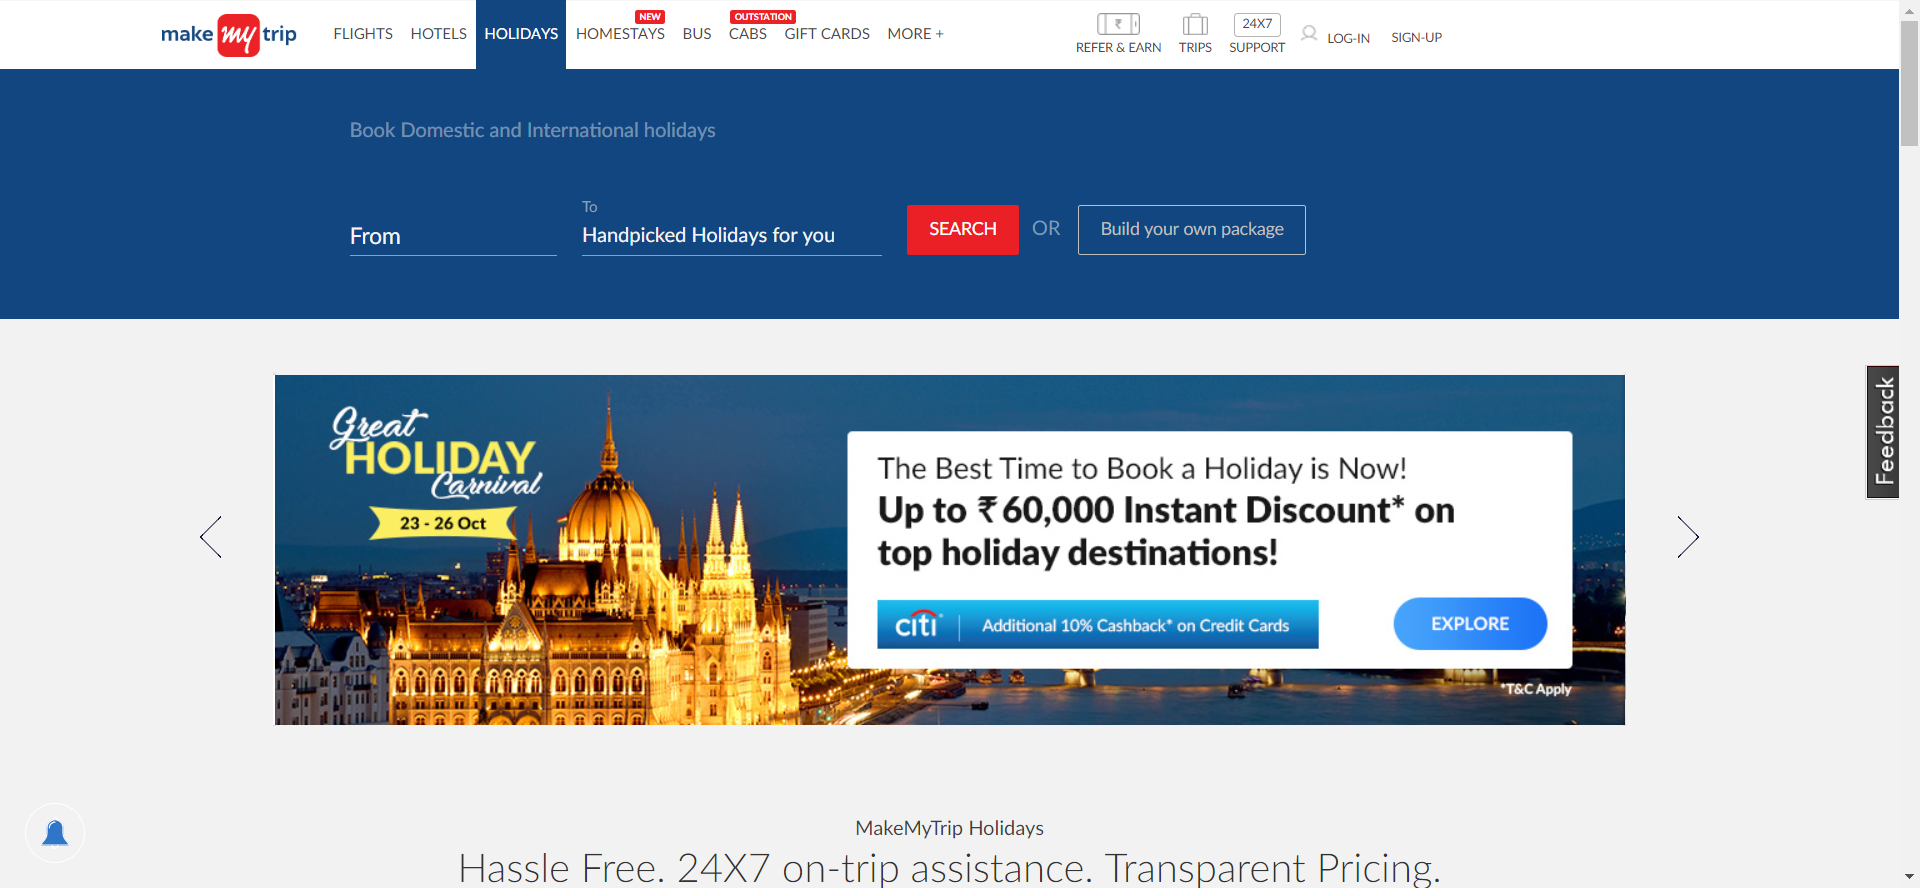 make my trip
FLIGHTS HOTELS HOLIDAYS HOMESTAYS BUS CABS GIFT CARDS MORE +
NEW
OUTSTATION
₹
REFER & EARN
TRIPS
24X7
SUPPORT
LOG-IN
SIGN-UP
Book Domestic and International holidays
From
To
Handpicked Holidays for you
SEARCH
OR
Build your own package
Great
HOLIDAY
Carnival
23 - 26 Oct
The Best Time to Book a Holiday is Now!
Up to ₹60,000 Instant Discount* on
top holiday destinations!
citi
Additional 10% Cashback* on Credit Cards
EXPLORE
*T&C Apply
Feedback
MakeMyTrip Holidays
Hassle Free. 24X7 on-trip assistance. Transparent Pricing.